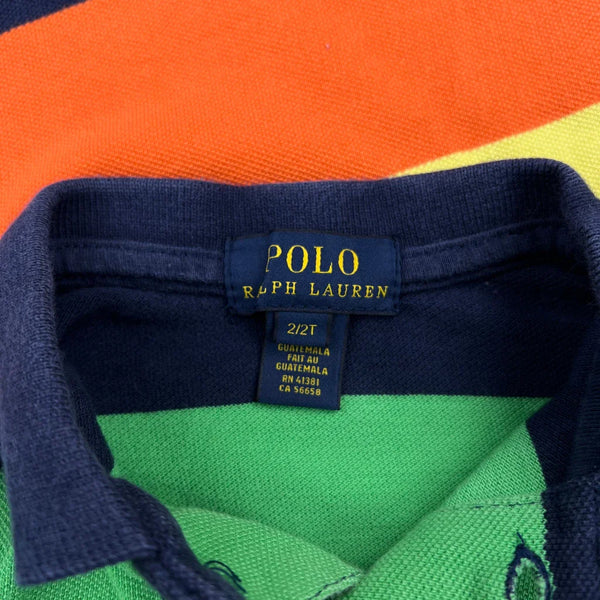 POLO
RALPH LAUREN
2/2T
GUATEMALA
FAIT AU
GUATEMALA
RN 41381
CA 56658